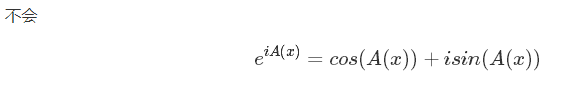 不会
e^{iA(x)} = cos(A(x)) + isin(A(x))